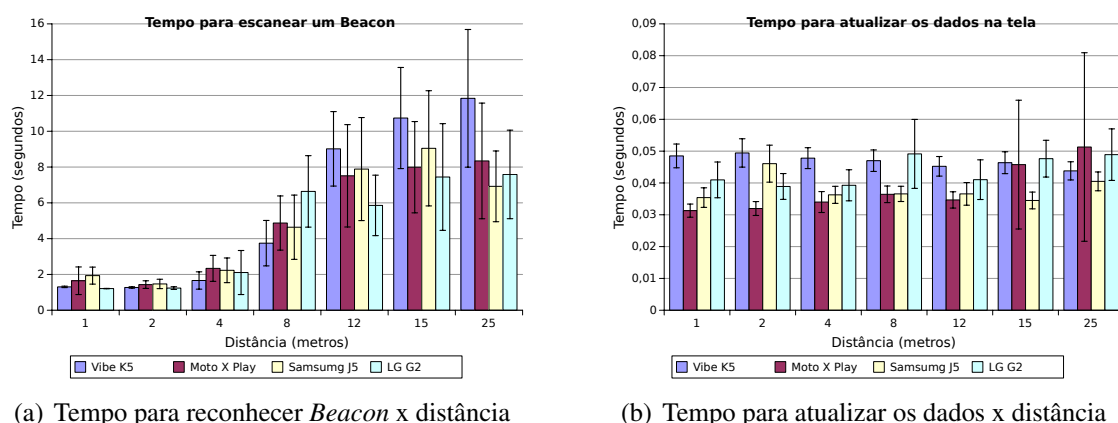 Tempo para escanear um Beacon
16
14
12
10
8
6
4
2
0
Tempo (segundos)
1 2 4 8 12 15 25
Distância (metros)
Vibe K5 Moto X Play Samsumg J5 LG G2
(a) Tempo para reconhecer Beacon x distância
Tempo para atualizar os dados na tela
0,09
0,08
0,07
0,06
0,05
0,04
0,03
0,02
0,01
0
Tempo (segundos)
1 2 4 8 12 15 25
Distância (metros)
Vibe K5 Moto X Play Samsumg J5 LG G2
(b) Tempo para atualizar os dados x distância